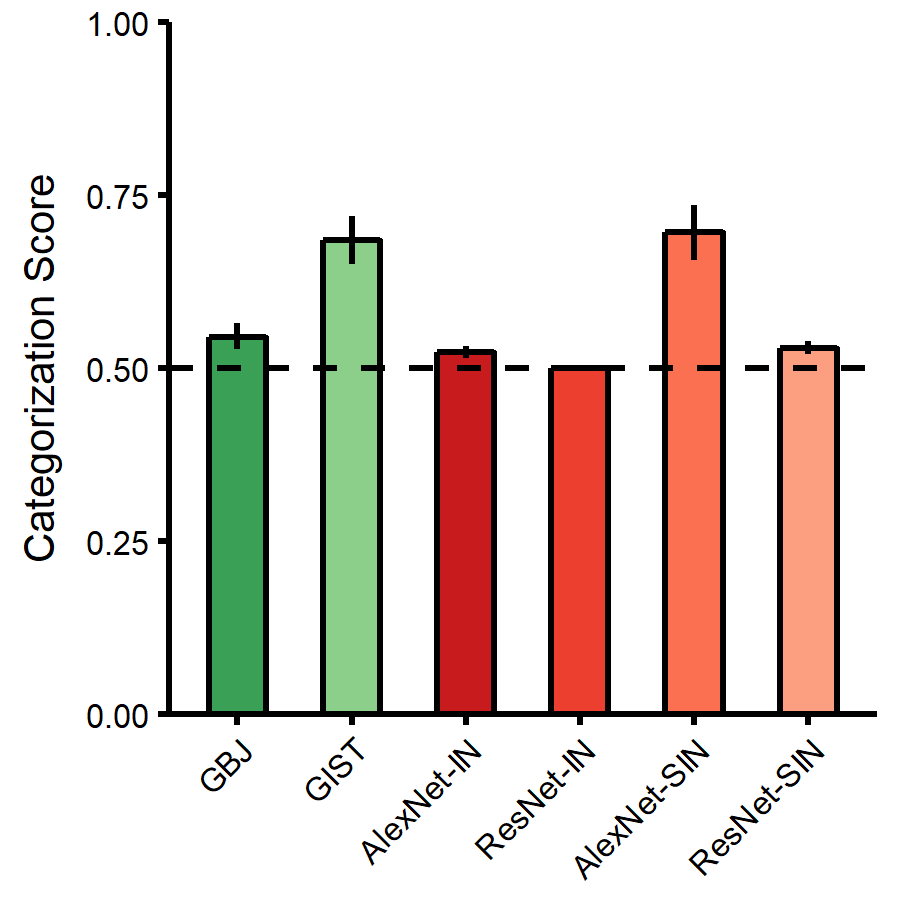 Categorization Score
1.00
0.75
0.50
0.25
0.00
GBJ
GIST
AlexNet-IN
ResNet-IN
AlexNet-SIN
ResNet-SIN